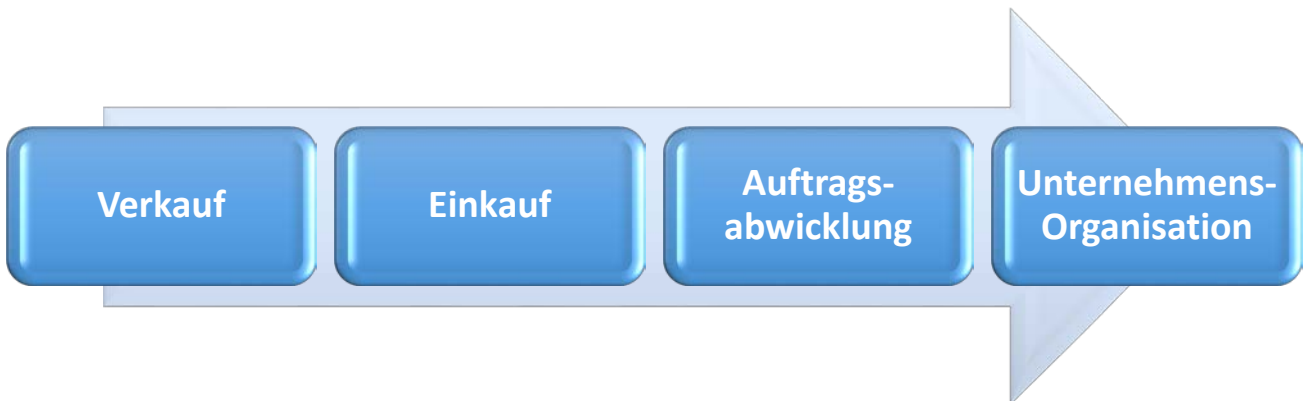 Verkauf
Einkauf
Auftrags-
abwicklung
Unternehmens-
Organisation